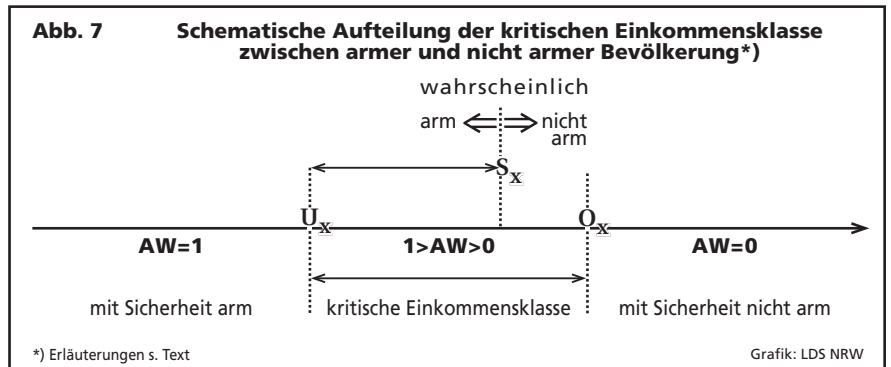 Abb. 7 Schematische Aufteilung der kritischen Einkommensklasse
zwischen armer und nicht armer Bevölkerung*)
wahrscheinlich
arm nicht
arm
Sx
Ux Ox
AW=1 1>AW>0 AW=0
mit Sicherheit arm kritische Einkommensklasse mit Sicherheit nicht arm
*) Erläuterungen s. Text Grafik: LDS NRW